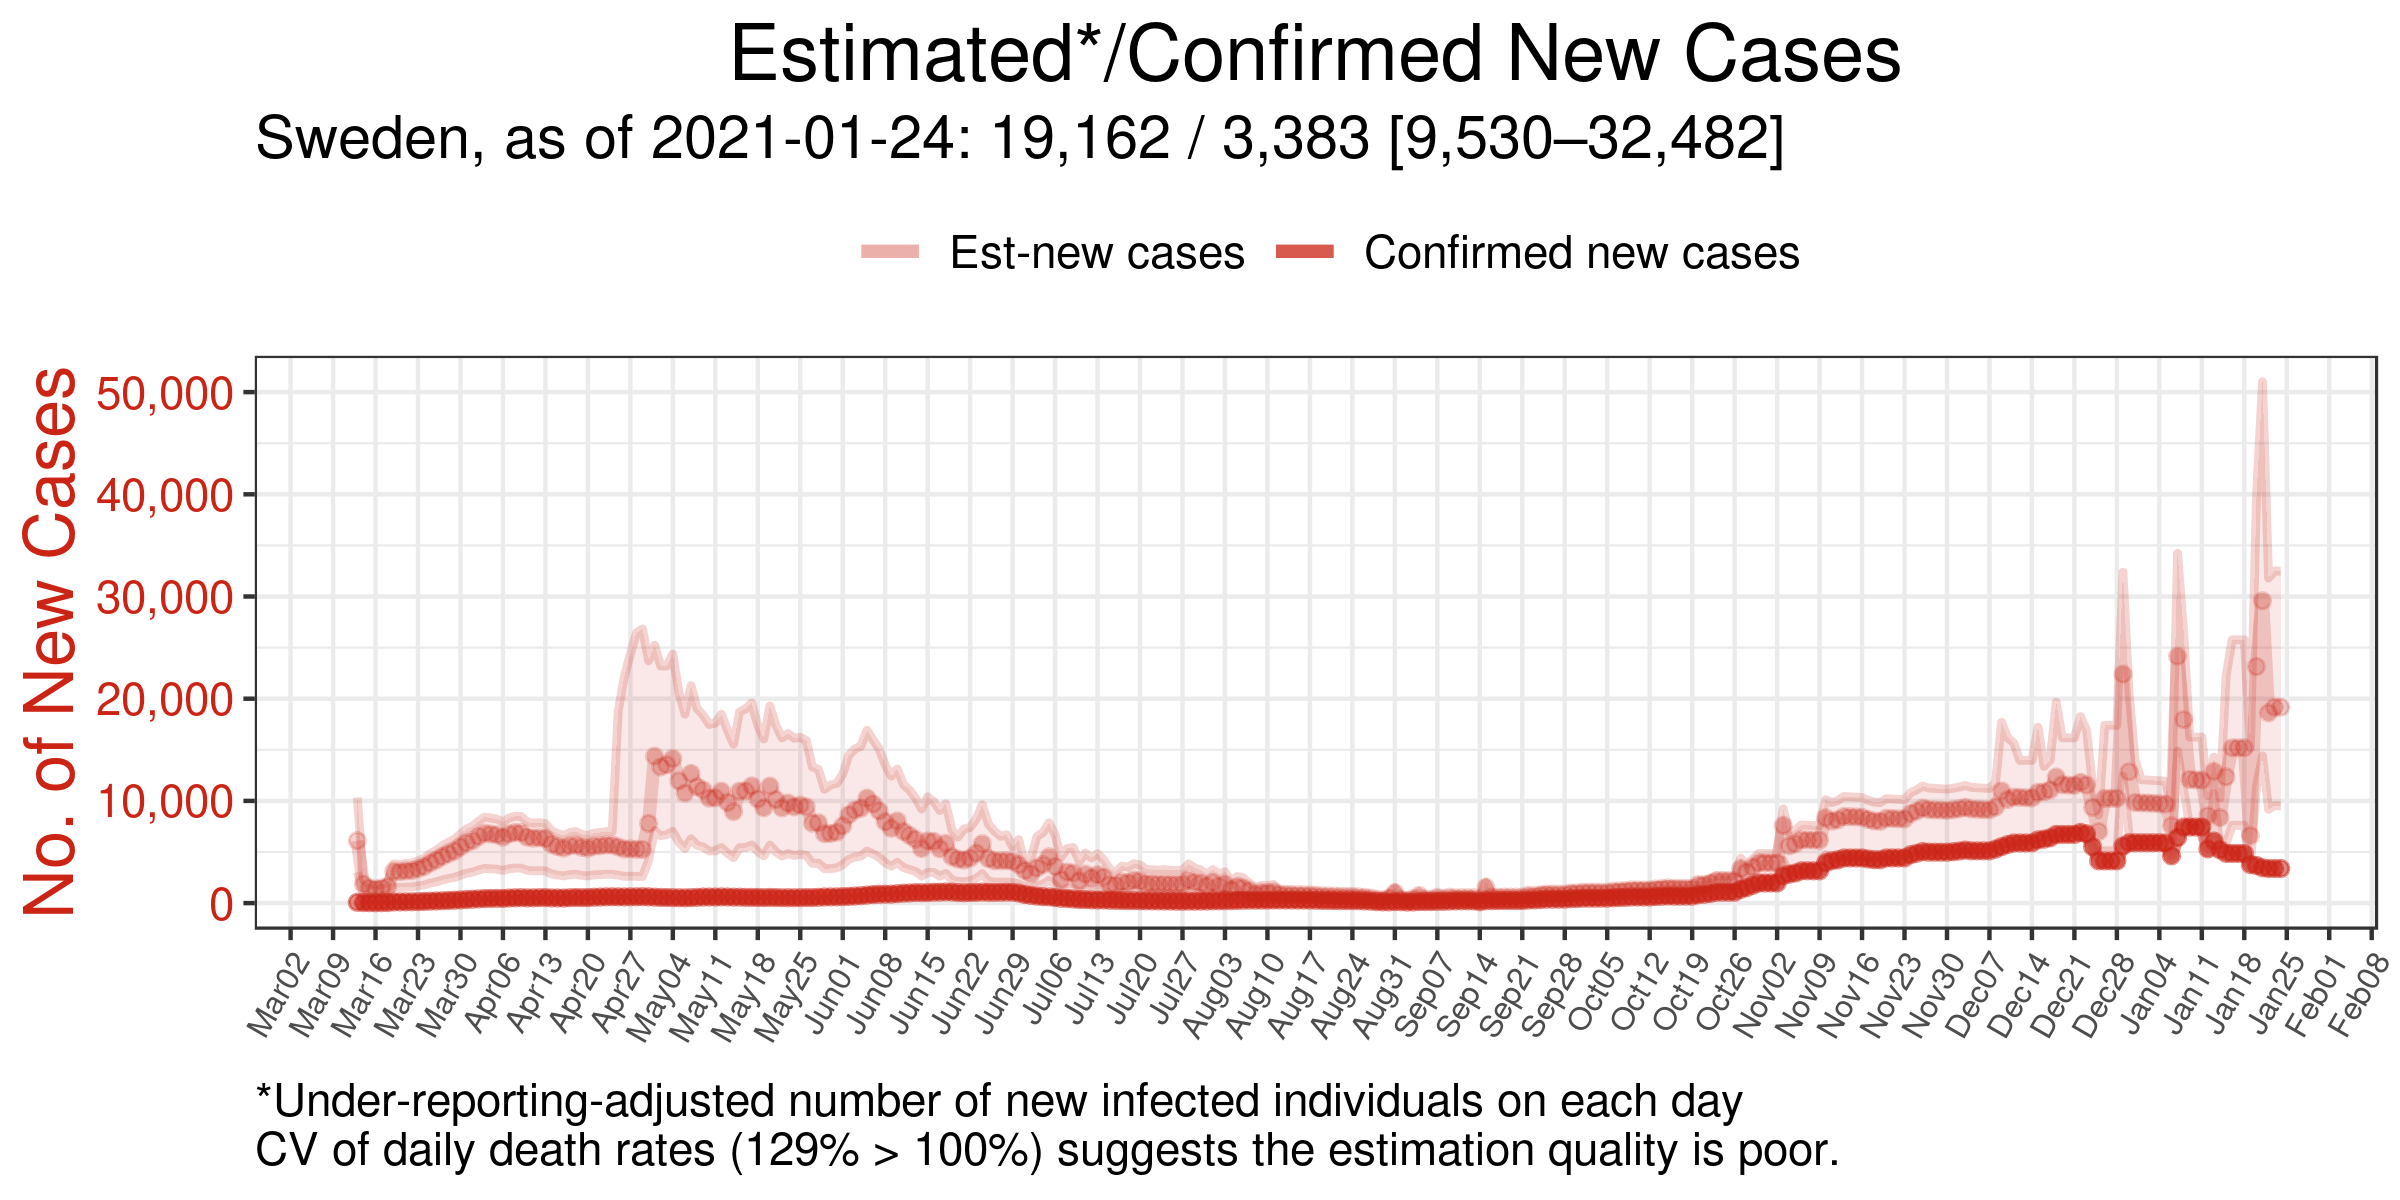 Estimated*/Confirmed New Cases
Sweden, as of 2021-01-24: 19,162 / 3,383 [9,530–32,482]
Est-new cases
Confirmed new cases
No. of New Cases
50,000
40,000
30,000
20,000
10,000
0
Mar02
Mar09
Mar16
Mar23
Mar30
Apr06
Apr13
Apr20
Apr27
May04
May11
May18
May25
Jun01
Jun08
Jun15
Jun22
Jun29
Jul06
Jul13
Jul20
Jul27
Aug03
Aug10
Aug17
Aug24
Aug31
Sep07
Sep14
Sep21
Sep28
Oct05
Oct12
Oct19
Oct26
Nov02
Nov09
Nov16
Nov23
Nov30
Dec07
Dec14
Dec21
Dec28
Jan04
Jan11
Jan18
Jan25
Feb01
Feb08
*Under-reporting-adjusted number of new infected individuals on each day
CV of daily death rates (129% > 100%) suggests the estimation quality is poor.